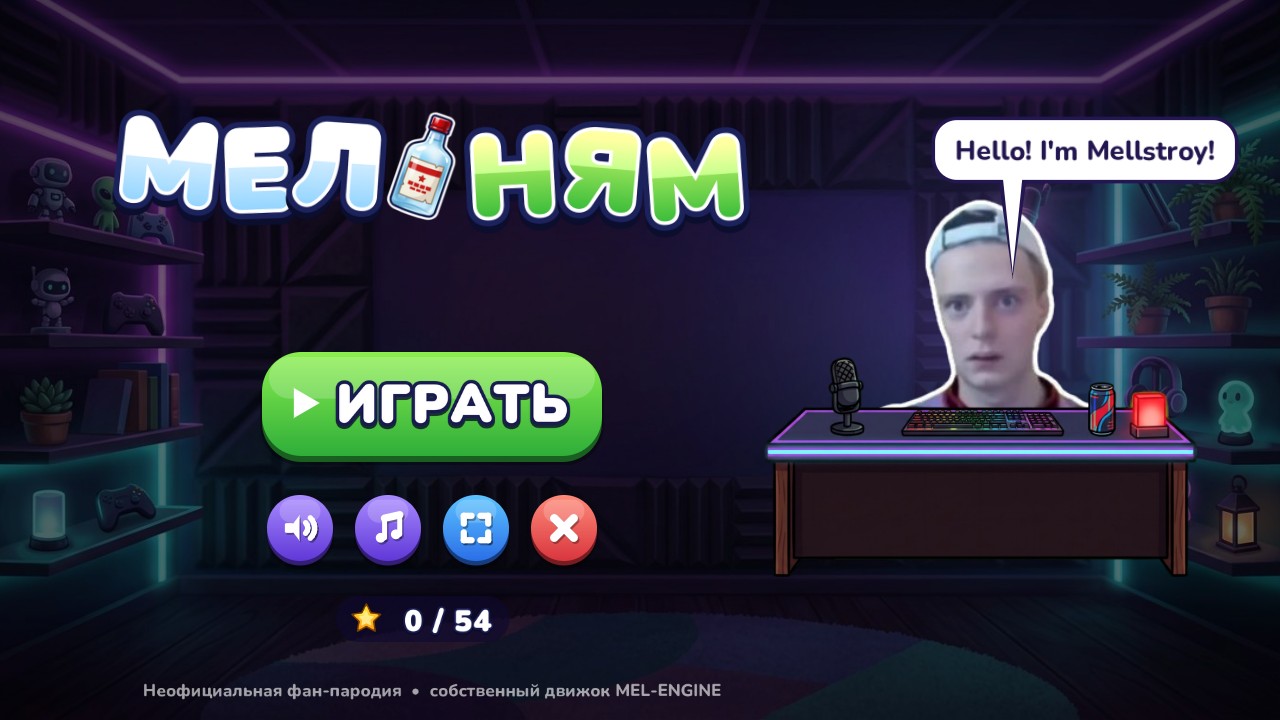 МЕЛ НЯМ
Hello! I'm Mellstroy!
ИГРАТЬ
0 / 54
Неофициальная фан-пародия • собственный движок MEL-ENGINE